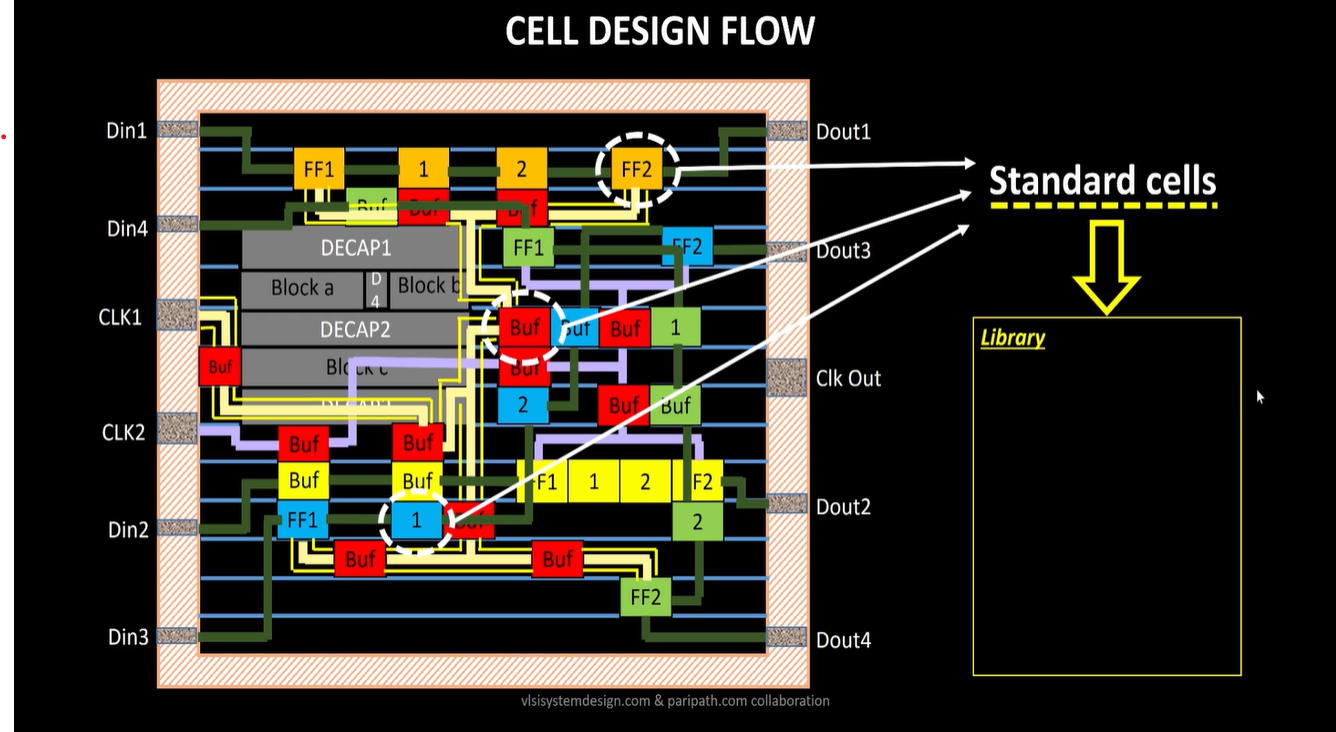 CELL DESIGN FLOW
Din1
Dout1
FF1 1 2 FF2
Standard cells
Buf Buf Buf
Din4
DECAP1 FF1 FF2 Dout3
Block a D 4 Block b
CLK1
DECAP2 Buf Buf Buf 1
Library
Buf Block c Buf
Clk Out
2 Buf Buf
CLK2
Buf Buf
Buf Buf F1 1 2 F2
Dout2
Din2 FF1 1 Buf 2
Buf Buf
FF2
Din3 Dout4
vlsisystemdesign.com & paripath.com collaboration